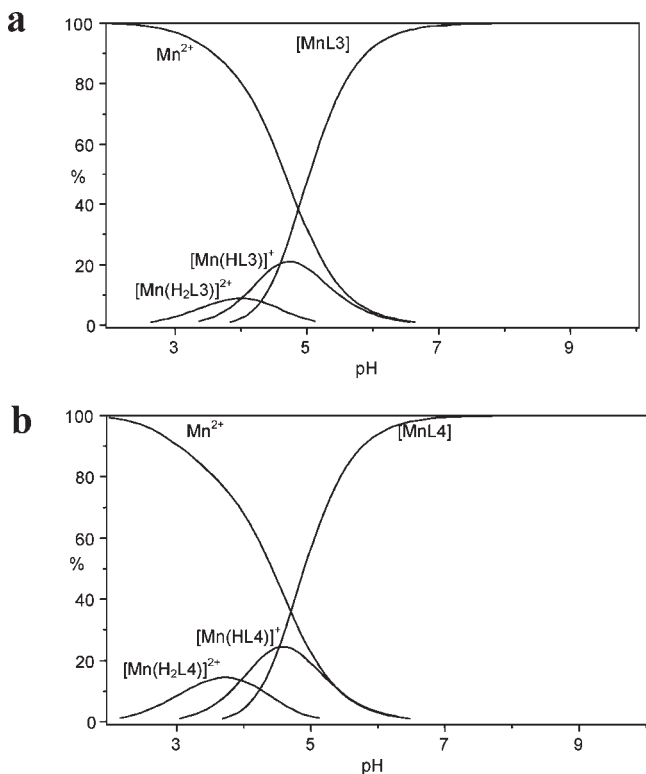 a
100
Mn²⁺
[MnL3]
80
60
%
40
[Mn(HL3)]⁺
20
[Mn(H₂L3)]²⁺
0
3 5 7 9
pH
b
100
Mn²⁺
[MnL4]
80
60
%
40
[Mn(HL4)]⁺
20
[Mn(H₂L4)]²⁺
0
3 5 7 9
pH